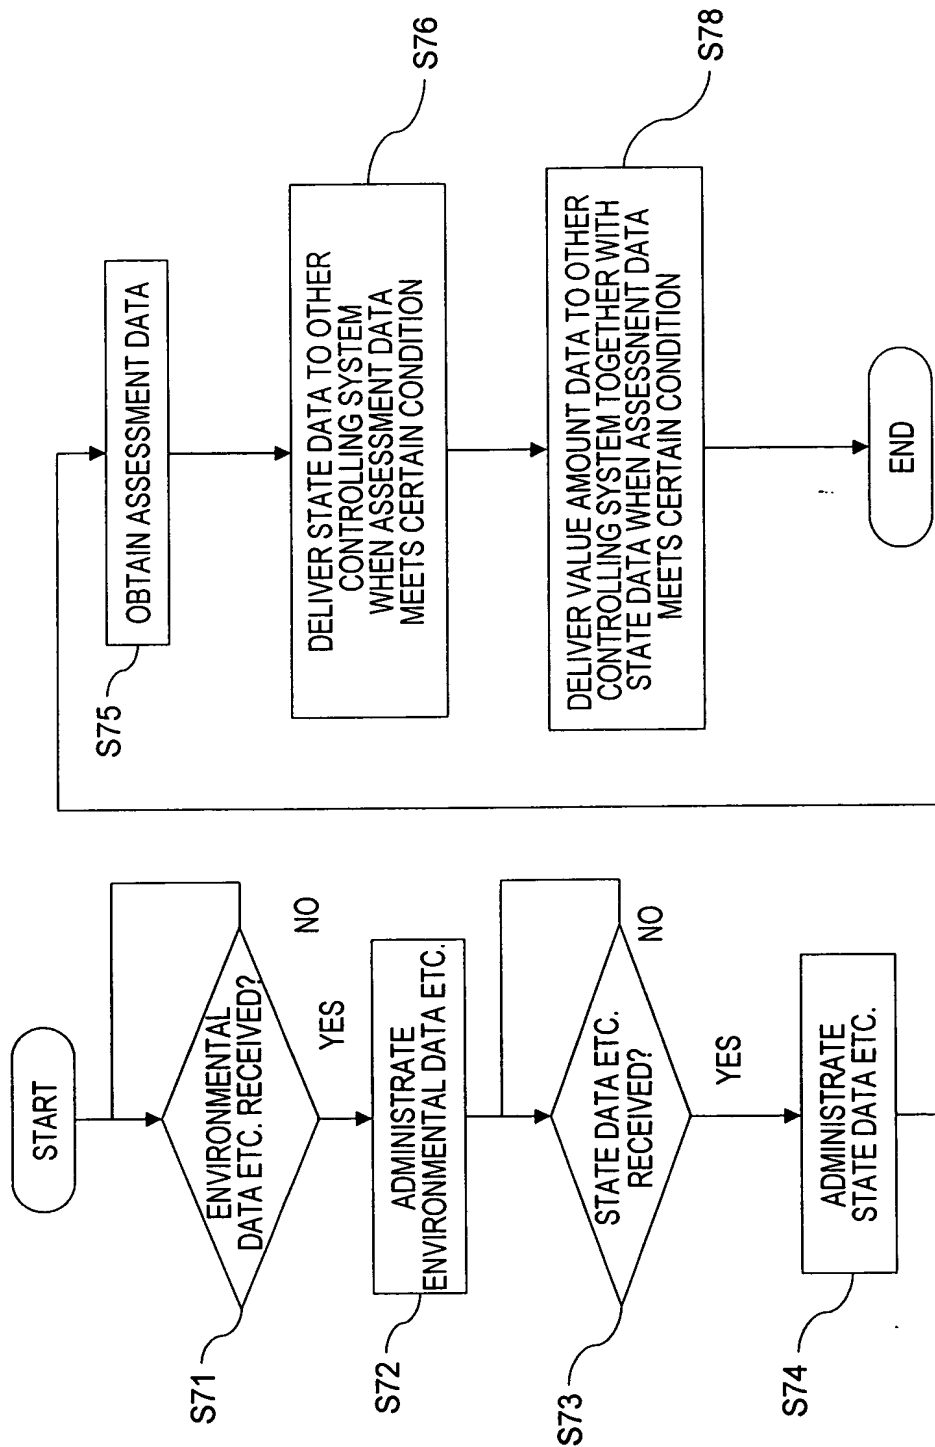 START
ENVIRONMENTAL
DATA ETC. RECEIVED?
S71
NO
YES
ADMINISTRATE
ENVIRONMENTAL DATA ETC.
S72
STATE DATA ETC.
RECEIVED?
S73
NO
YES
ADMINISTRATE
STATE DATA ETC.
S74
OBTAIN ASSESSMENT DATA
S75
DELIVER STATE DATA TO OTHER
CONTROLLING SYSTEM
WHEN ASSESSMENT DATA
MEETS CERTAIN CONDITION
S76
DELIVER VALUE AMOUNT DATA TO OTHER
CONTROLLING SYSTEM TOGETHER WITH
STATE DATA WHEN ASSESSNENT DATA
MEETS CERTAIN CONDITION
S78
END